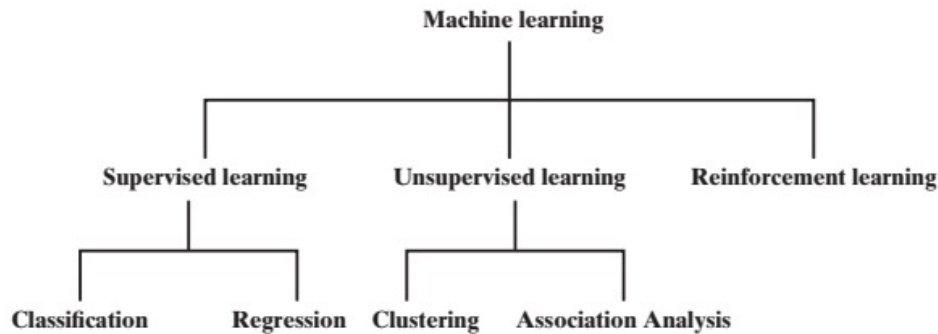 Machine learning
Supervised learning Unsupervised learning Reinforcement learning
Classification Regression Clustering Association Analysis